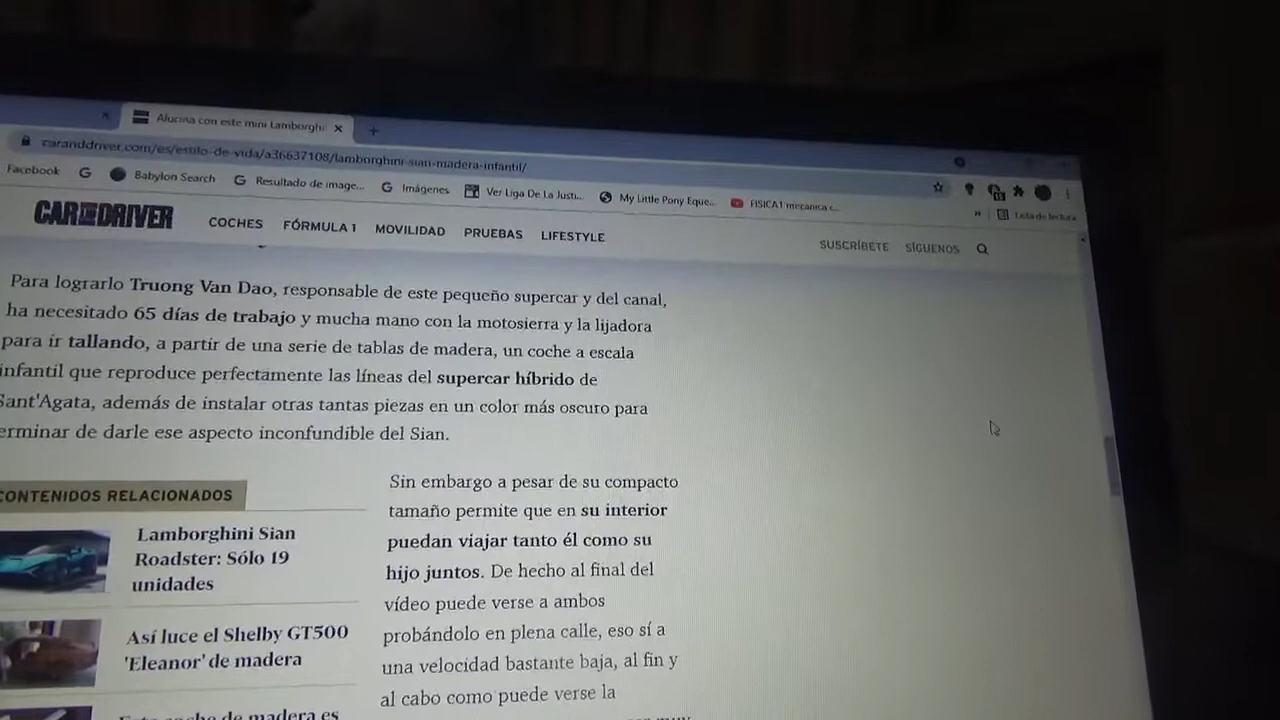 Alucina con este mini Lamborghi
caranddriver.com/es/estilo-de-vida/a36637108/lamborghini-sian-madera-infantil/
Facebook Babylon Search Resultado de image... Imágenes Ver Liga De La Justi... My Little Pony Eque... FISICA1 mecanica c...
» Lista de lectura
CAR AND DRIVER COCHES FÓRMULA 1 MOVILIDAD PRUEBAS LIFESTYLE SUSCRÍBETE SÍGUENOS
Para lograrlo Truong Van Dao, responsable de este pequeño supercar y del canal,
ha necesitado 65 días de trabajo y mucha mano con la motosierra y la lijadora
para ir tallando, a partir de una serie de tablas de madera, un coche a escala
infantil que reproduce perfectamente las líneas del supercar híbrido de
Sant'Agata, además de instalar otras tantas piezas en un color más oscuro para
erminar de darle ese aspecto inconfundible del Sian.
CONTENIDOS RELACIONADOS
Lamborghini Sian
Roadster: Sólo 19
unidades
Así luce el Shelby GT500
'Eleanor' de madera
Este coche de madera es
Sin embargo a pesar de su compacto
tamaño permite que en su interior
puedan viajar tanto él como su
hijo juntos. De hecho al final del
vídeo puede verse a ambos
probándolo en plena calle, eso sí a
una velocidad bastante baja, al fin y
al cabo como puede verse la